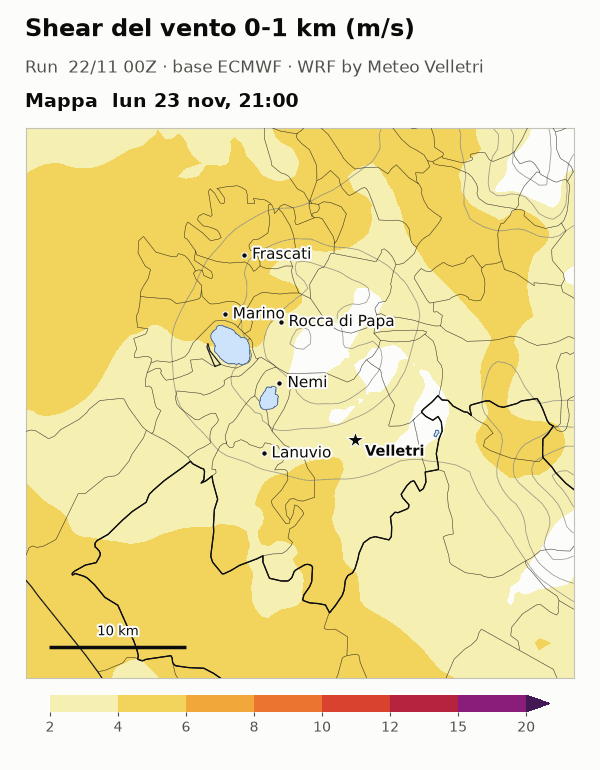 Shear del vento 0-1 km (m/s)
Run  22/11 00Z · base ECMWF · WRF by Meteo Velletri
Mappa  lun 23 nov, 21:00
Frascati
Marino
Rocca di Papa
Nemi
Velletri
Lanuvio
10 km
2 4 6 8 10 12 15 20